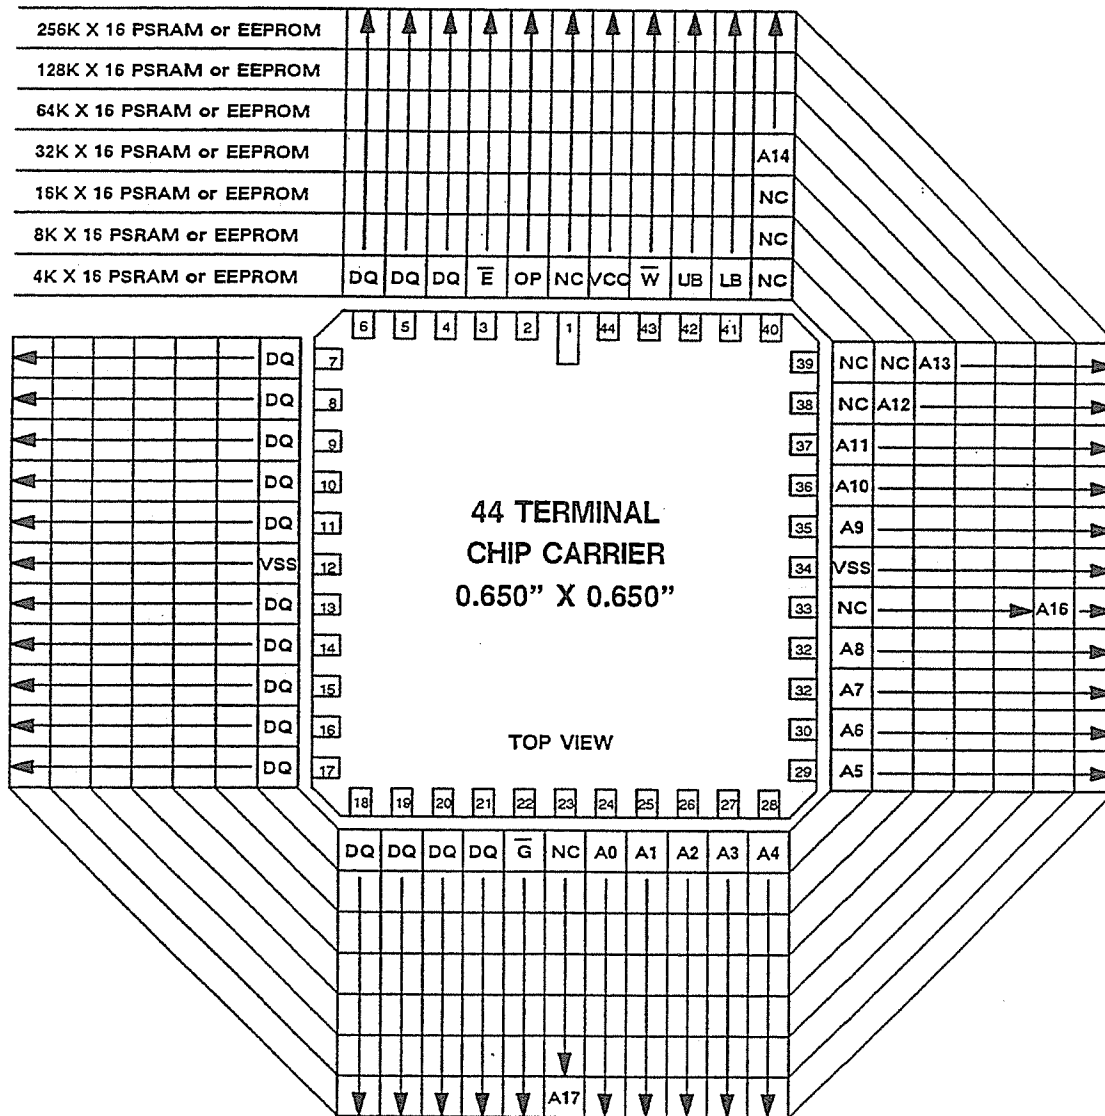 256K X 16 PSRAM or EEPROM
128K X 16 PSRAM or EEPROM
64K X 16 PSRAM or EEPROM
32K X 16 PSRAM or EEPROM A14
16K X 16 PSRAM or EEPROM NC
8K X 16 PSRAM or EEPROM NC
4K X 16 PSRAM or EEPROM DQ DQ DQ E̅ OP NC VCC W̅ UB LB NC
6 5 4 3 2 1 44 43 42 41 40
DQ 7 39 NC NC A13
DQ 8 38 NC A12
DQ 9 37 A11
DQ 10 36 A10
DQ 11 35 A9
VSS 12 34 VSS
DQ 13 33 NC A16
DQ 14 32 A8
DQ 15 32 A7
DQ 16 30 A6
DQ 17 29 A5
44 TERMINAL
CHIP CARRIER
0.650” X 0.650”
TOP VIEW
18 19 20 21 22 23 24 25 26 27 28
DQ DQ DQ DQ G̅ NC A0 A1 A2 A3 A4
A17